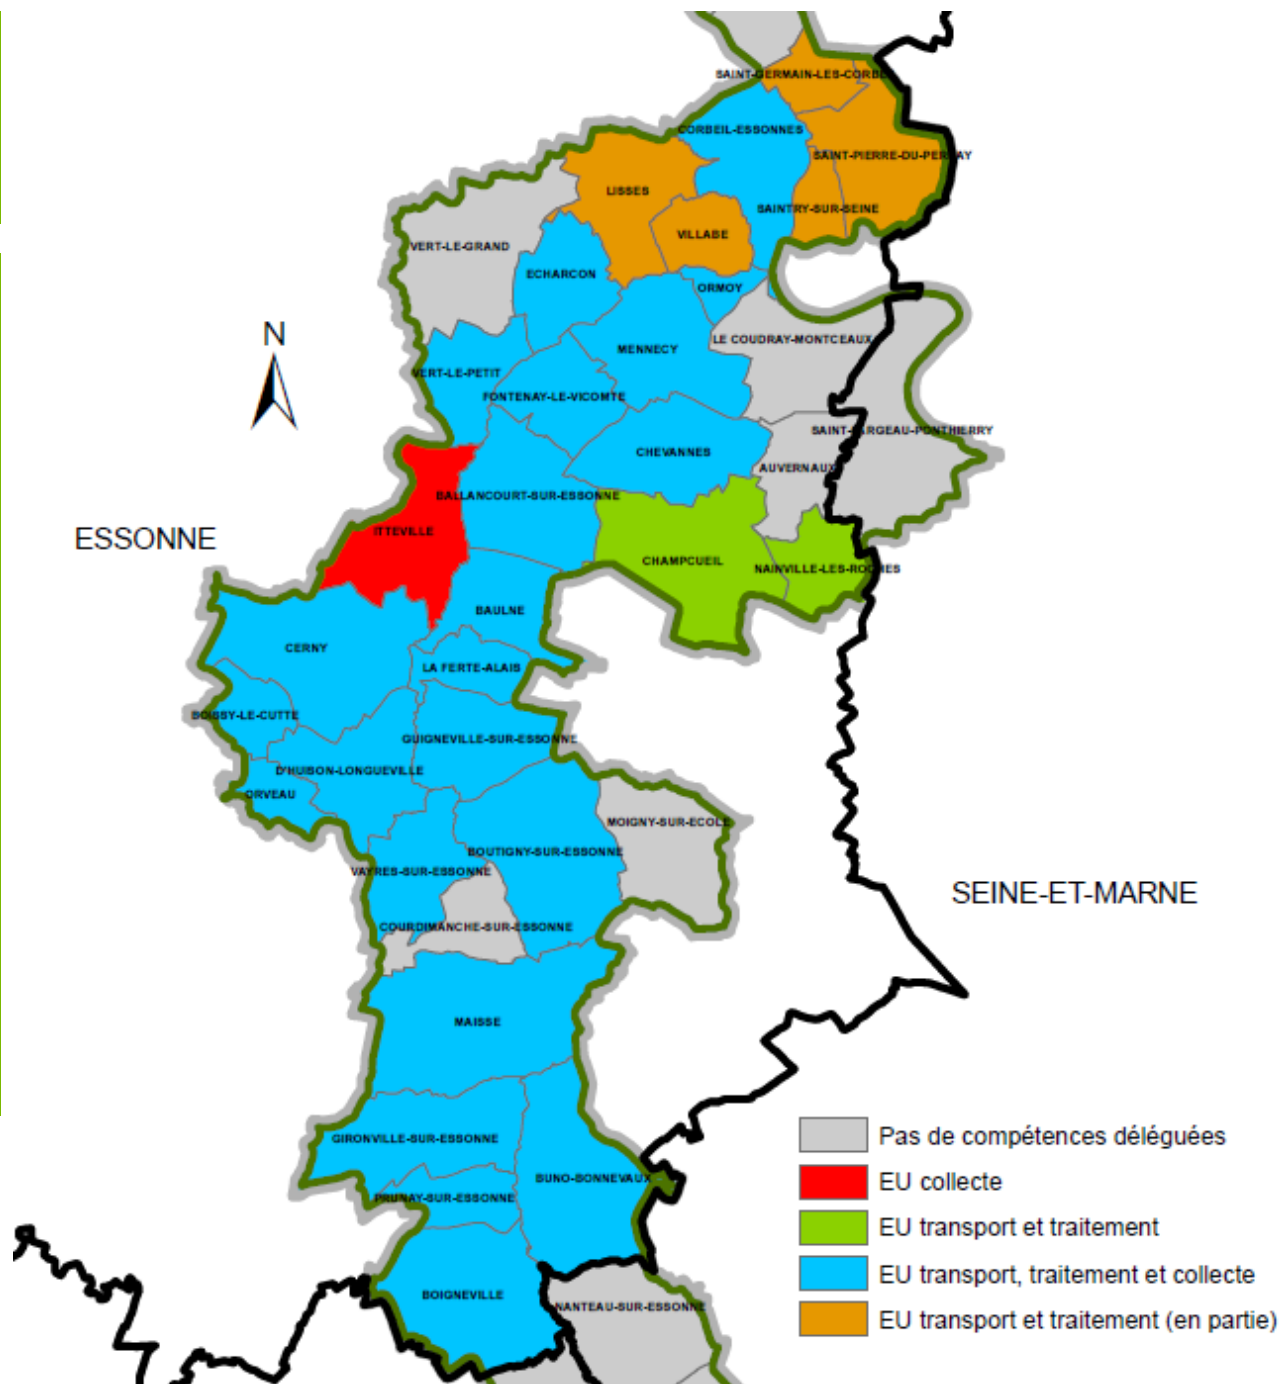 SAINT-GERMAIN-LES-CORBE
CORBEIL-ESSONNES
SAINT-PIERRE-DU-PERRAY
LISSES
SAINTRY-SUR-SEINE
VILLABE
VERT-LE-GRAND
ECHARCON
ORMOY
N
LE COUDRAY-MONTCEAUX
MENNECY
VERT-LE-PETIT
FONTENAY-LE-VICOMTE
SAINT-FARGEAU-PONTHIERRY
CHEVANNES
AUVERNAUX
BALLANCOURT-SUR-ESSONNE
ITTEVILLE
ESSONNE
CHAMPCUEIL
NAINVILLE-LES-ROCHES
BAULNE
CERNY
LA FERTE-ALAIS
BOISSY-LE-CUTTE
GUIGNEVILLE-SUR-ESSONNE
D'HUISON-LONGUEVILLE
ORVEAU
MOIGNY-SUR-ECOLE
BOUTIGNY-SUR-ESSONNE
VAYRES-SUR-ESSONNE
SEINE-ET-MARNE
COURDIMANCHE-SUR-ESSONNE
MAISSE
GIRONVILLE-SUR-ESSONNE
BUNO-BONNEVAUX
PRUNAY-SUR-ESSONNE
BOIGNEVILLE
NANTEAU-SUR-ESSONNE
Pas de compétences déléguées
EU collecte
EU transport et traitement
EU transport, traitement et collecte
EU transport et traitement (en partie)